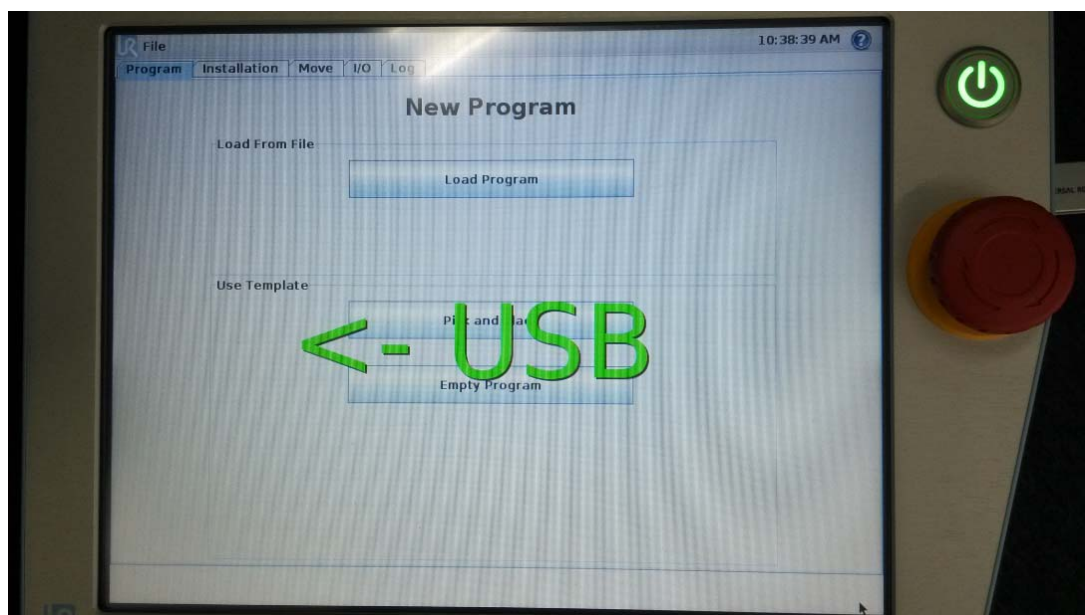 UR File
10:38:39 AM ?
Program Installation Move I/O Log
New Program
Load From File
Load Program
Use Template
<- USB
Empty Program